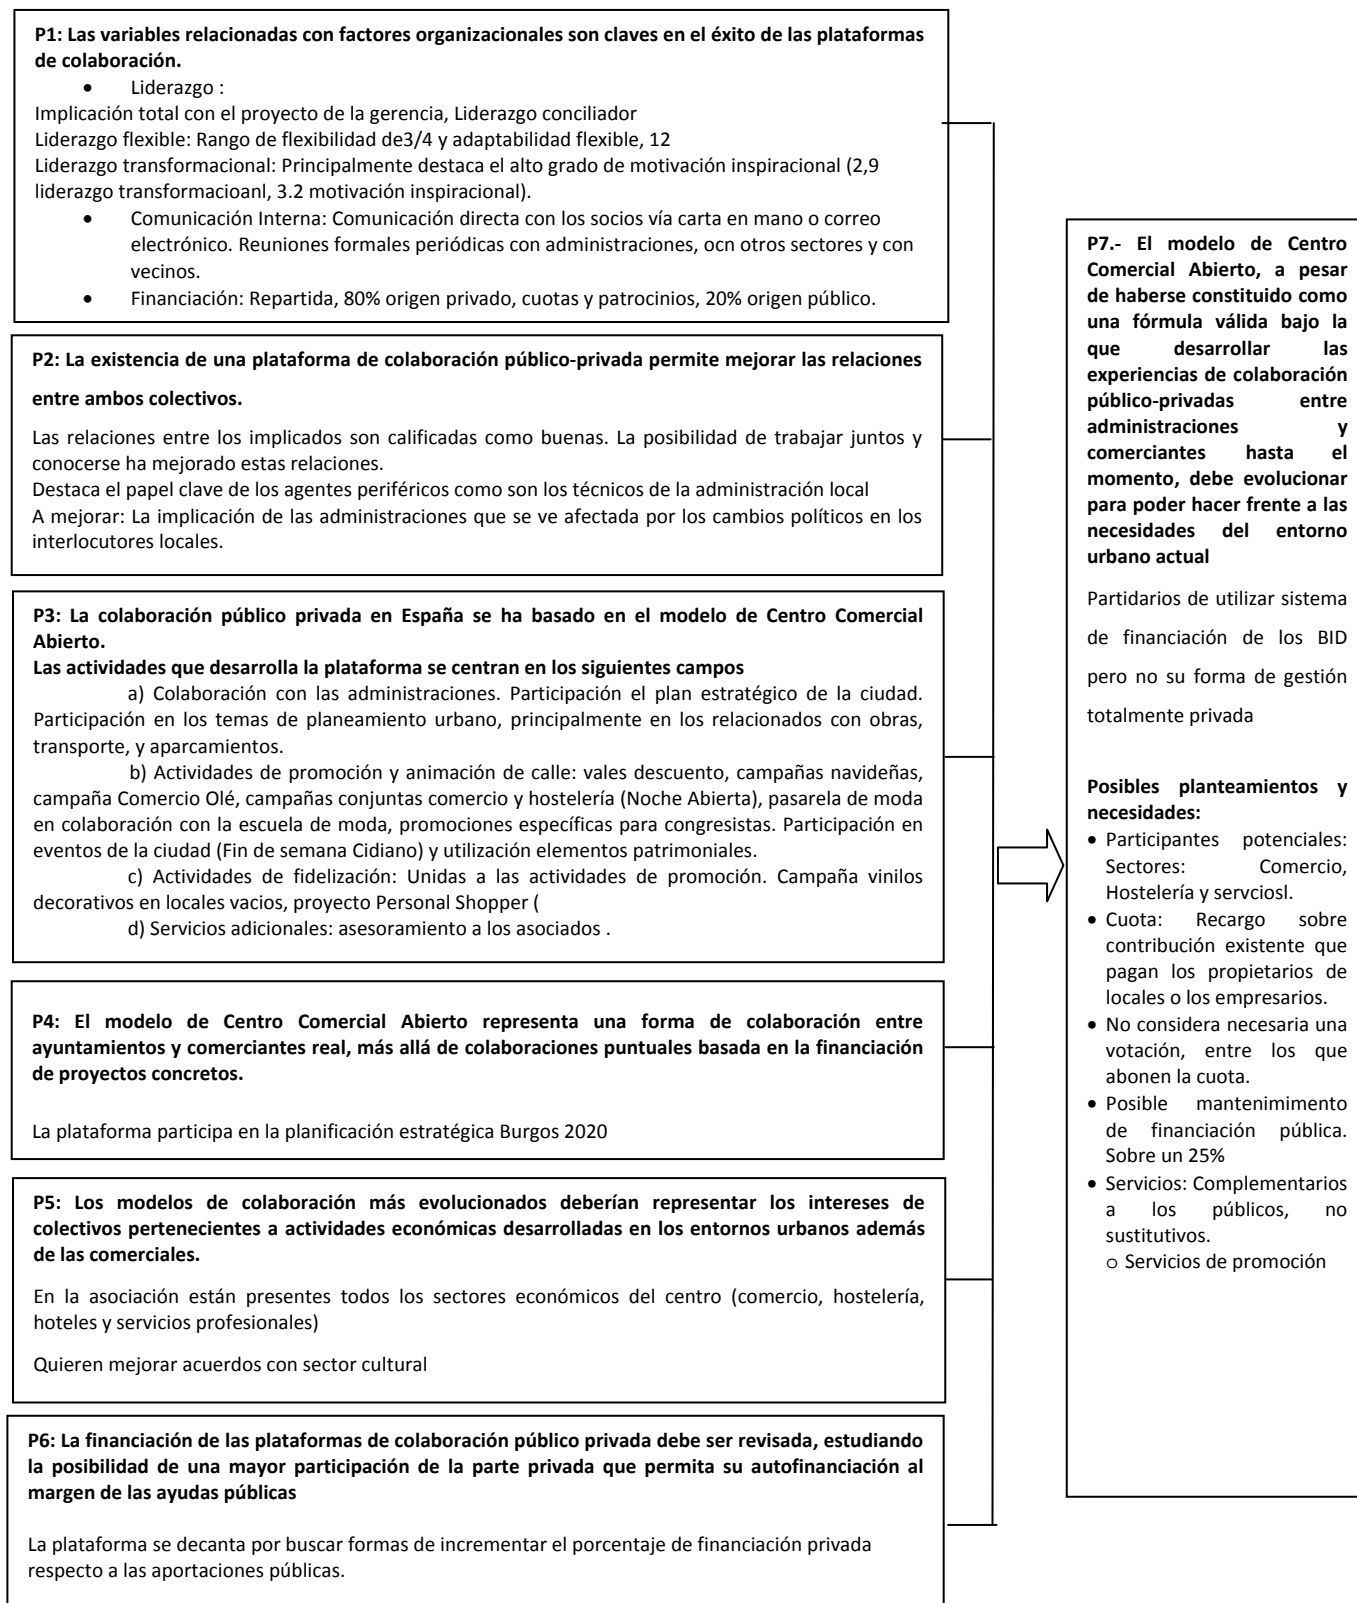 P1: Las variables relacionadas con factores organizacionales son claves en el éxito de las plataformas
de colaboración.
• Liderazgo :
Implicación total con el proyecto de la gerencia, Liderazgo conciliador
Liderazgo flexible: Rango de flexibilidad de3/4 y adaptabilidad flexible, 12
Liderazgo transformacional: Principalmente destaca el alto grado de motivación inspiracional (2,9
liderazgo transformacioanl, 3.2 motivación inspiracional).
• Comunicación Interna: Comunicación directa con los socios vía carta en mano o correo
electrónico. Reuniones formales periódicas con administraciones, ocn otros sectores y con
vecinos.
• Financiación: Repartida, 80% origen privado, cuotas y patrocinios, 20% origen público.
P2: La existencia de una plataforma de colaboración público-privada permite mejorar las relaciones
entre ambos colectivos.
Las relaciones entre los implicados son calificadas como buenas. La posibilidad de trabajar juntos y
conocerse ha mejorado estas relaciones.
Destaca el papel clave de los agentes periféricos como son los técnicos de la administración local
A mejorar: La implicación de las administraciones que se ve afectada por los cambios políticos en los
interlocutores locales.
P3: La colaboración público privada en España se ha basado en el modelo de Centro Comercial
Abierto.
Las actividades que desarrolla la plataforma se centran en los siguientes campos
a) Colaboración con las administraciones. Participación el plan estratégico de la ciudad.
Participación en los temas de planeamiento urbano, principalmente en los relacionados con obras,
transporte, y aparcamientos.
b) Actividades de promoción y animación de calle: vales descuento, campañas navideñas,
campaña Comercio Olé, campañas conjuntas comercio y hostelería (Noche Abierta), pasarela de moda
en colaboración con la escuela de moda, promociones específicas para congresistas. Participación en
eventos de la ciudad (Fin de semana Cidiano) y utilización elementos patrimoniales.
c) Actividades de fidelización: Unidas a las actividades de promoción. Campaña vinilos
decorativos en locales vacios, proyecto Personal Shopper (
d) Servicios adicionales: asesoramiento a los asociados .
P4: El modelo de Centro Comercial Abierto representa una forma de colaboración entre
ayuntamientos y comerciantes real, más allá de colaboraciones puntuales basada en la financiación
de proyectos concretos.
La plataforma participa en la planificación estratégica Burgos 2020
P5: Los modelos de colaboración más evolucionados deberían representar los intereses de
colectivos pertenecientes a actividades económicas desarrolladas en los entornos urbanos además
de las comerciales.
En la asociación están presentes todos los sectores económicos del centro (comercio, hostelería,
hoteles y servicios profesionales)
Quieren mejorar acuerdos con sector cultural
P6: La financiación de las plataformas de colaboración público privada debe ser revisada, estudiando
la posibilidad de una mayor participación de la parte privada que permita su autofinanciación al
margen de las ayudas públicas
La plataforma se decanta por buscar formas de incrementar el porcentaje de financiación privada
respecto a las aportaciones públicas.
P7.- El modelo de Centro
Comercial Abierto, a pesar
de haberse constituido como
una fórmula válida bajo la
que desarrollar las
experiencias de colaboración
público-privadas entre
administraciones y
comerciantes hasta el
momento, debe evolucionar
para poder hacer frente a las
necesidades del entorno
urbano actual
Partidarios de utilizar sistema
de financiación de los BID
pero no su forma de gestión
totalmente privada
Posibles planteamientos y
necesidades:
• Participantes potenciales:
Sectores: Comercio,
Hostelería y servciosl.
• Cuota: Recargo sobre
contribución existente que
pagan los propietarios de
locales o los empresarios.
• No considera necesaria una
votación, entre los que
abonen la cuota.
• Posible mantenimimento
de financiación pública.
Sobre un 25%
• Servicios: Complementarios
a los públicos, no
sustitutivos.
o Servicios de promoción